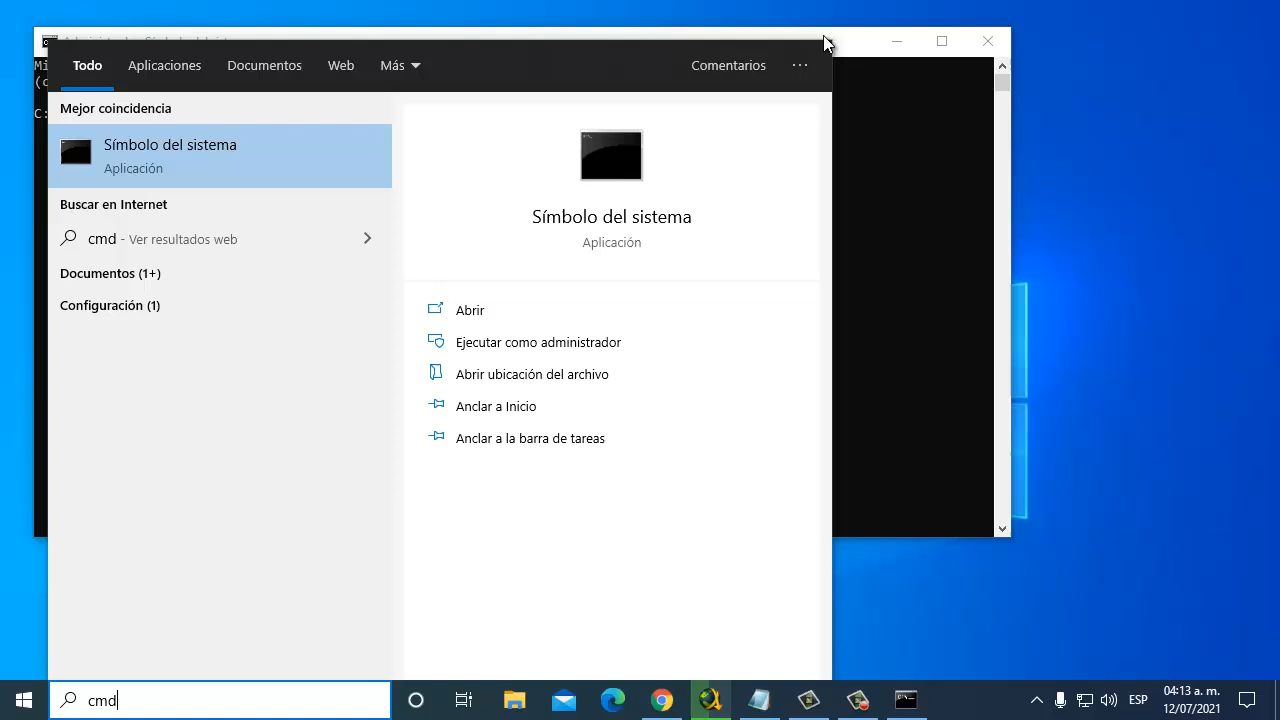 Todo
Aplicaciones
Documentos
Web
Más
Comentarios
Mejor coincidencia
Símbolo del sistema
Aplicación
Buscar en Internet
cmd - Ver resultados web
Documentos (1+)
Configuración (1)
Símbolo del sistema
Aplicación
Abrir
Ejecutar como administrador
Abrir ubicación del archivo
Anclar a Inicio
Anclar a la barra de tareas
Mi
(c
C:
cmd
ESP
04:13 a. m.
12/07/2021